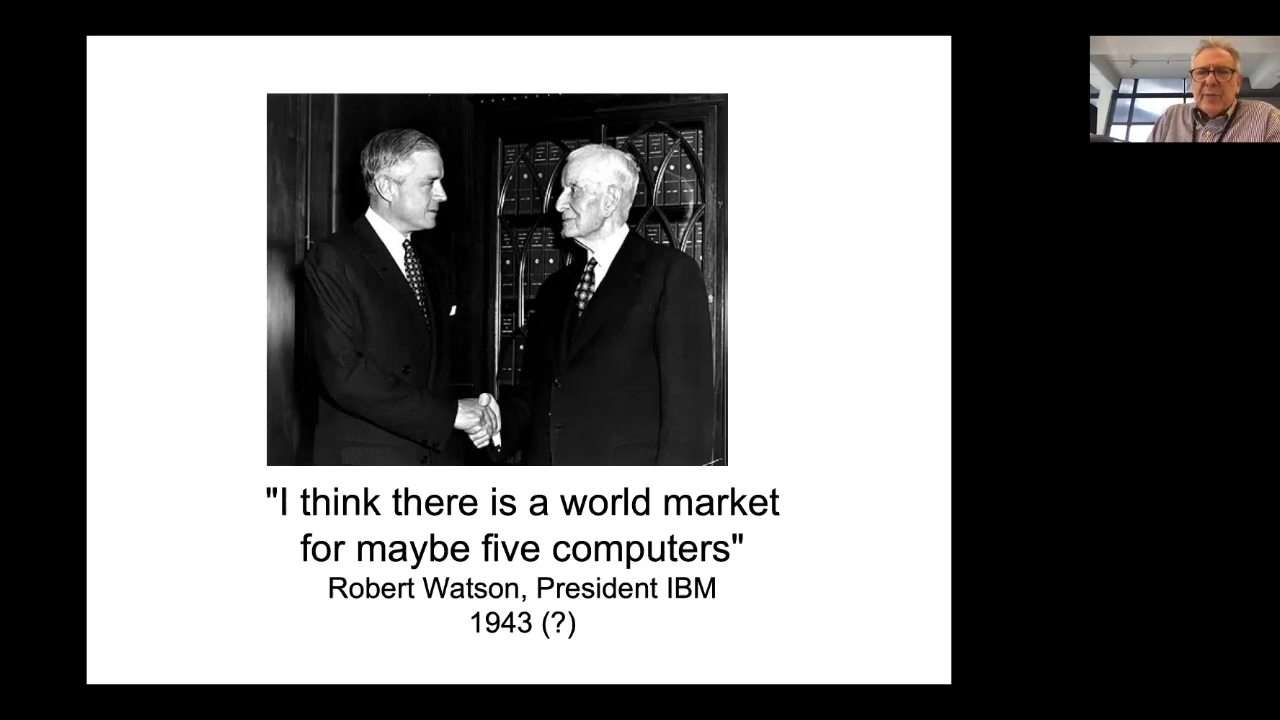 "I think there is a world market
for maybe five computers"
Robert Watson, President IBM
1943 (?)